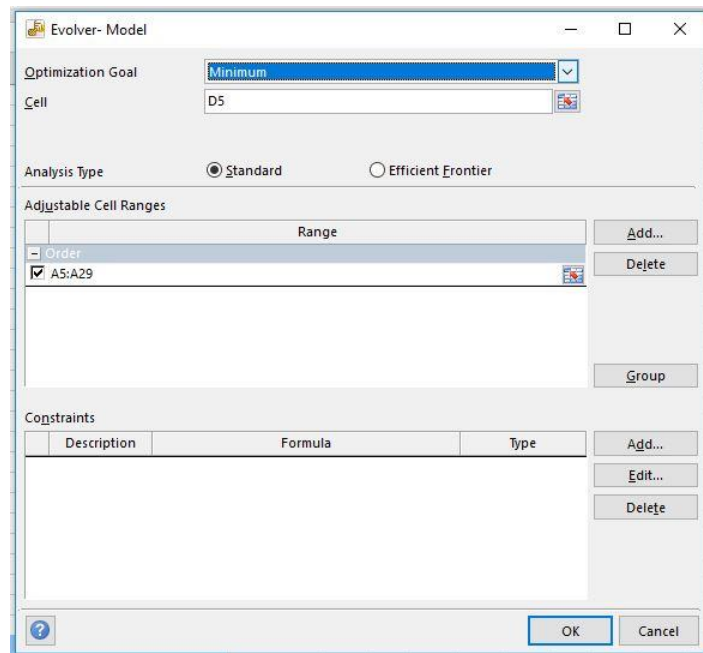 Evolver- Model
Optimization Goal Minimum
Cell D5
Analysis Type Standard Efficient Frontier
Adjustable Cell Ranges
Range Add...
Order
A5:A29 Delete
Group
Constraints
Description Formula Type Add...
Edit...
Delete
? OK Cancel